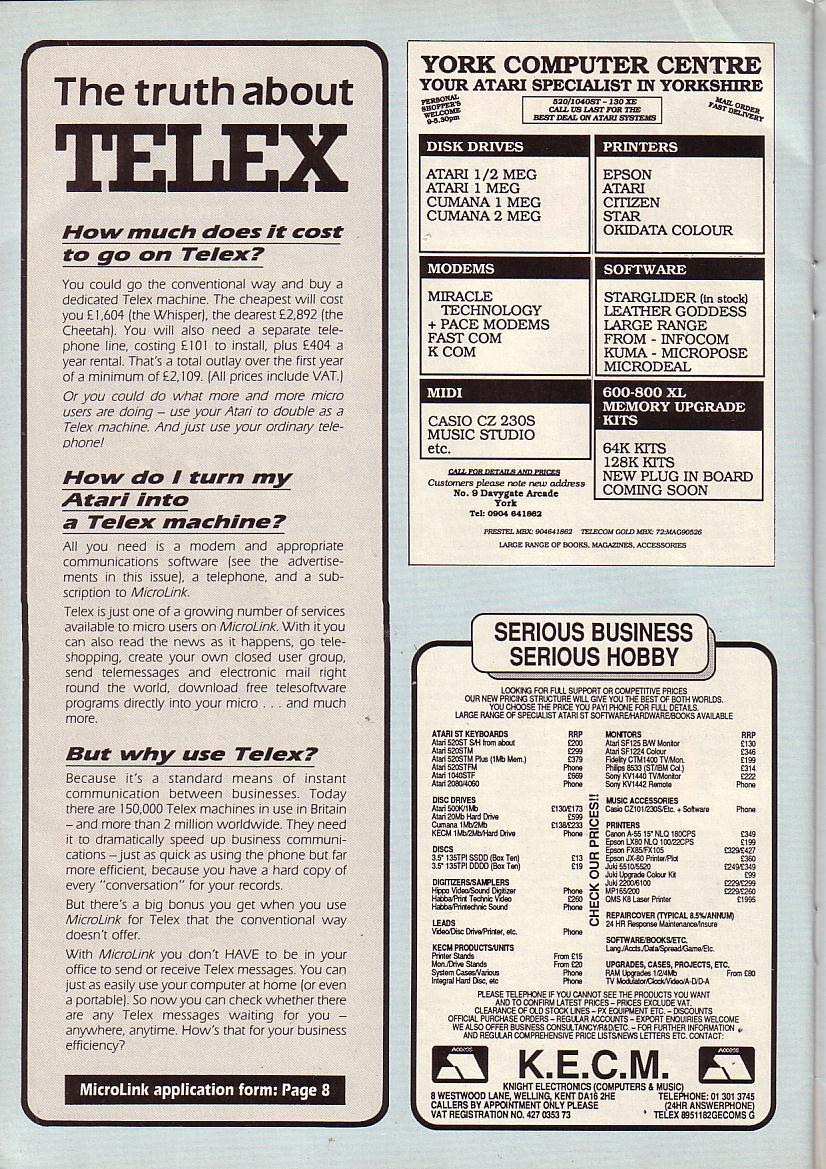 The truth about
TELEX
How much does it cost
to go on Telex?
You could go the conventional way and buy a
dedicated Telex machine. The cheapest will cost
you £1,604 (the Whisper), the dearest £2,892 (the
Cheetah). You will also need a separate tele-
phone line, costing £101 to install, plus £404 a
year rental. That's a total outlay over the first year
of a minimum of £2,109. (All prices include VAT.)
Or you could do what more and more micro
users are doing – use your Atari to double as a
Telex machine. And just use your ordinary tele-
phone!
How do I turn my
Atari into
a Telex machine?
All you need is a modem and appropriate
communications software (see the advertise-
ments in this issue), a telephone, and a sub-
scription to MicroLink.
Telex is just one of a growing number of services
available to micro users on MicroLink. With it you
can also read the news as it happens, go tele-
shopping, create your own closed user group,
send telemessages and electronic mail right
round the world, download free telesoftware
programs directly into your micro . . . and much
more.
But why use Telex?
Because it's a standard means of instant
communication between businesses. Today
there are 150,000 Telex machines in use in Britain
– and more than 2 million worldwide. They need
it to dramatically speed up business communi-
cations – just as quick as using the phone but far
more efficient, because you have a hard copy of
every "conversation" for your records.
But there's a big bonus you get when you use
MicroLink for Telex that the conventional way
doesn't offer.
With MicroLink you don't HAVE to be in your
office to send or receive Telex messages. You can
just as easily use your computer at home (or even
a portable). So now you can check whether there
are any Telex messages waiting for you –
anywhere, anytime. How's that for your business
efficiency?
MicroLink application form: Page 8
YORK COMPUTER CENTRE
YOUR ATARI SPECIALIST IN YORKSHIRE
PERSONAL
SHOPPER'S
WELCOME
9-5.30pm
520/1040ST – 130 XE
CALL US LAST FOR THE
BEST DEAL ON ATARI SYSTEMS
MAIL ORDER
FAST DELIVERY
DISK DRIVES
ATARI 1/2 MEG
ATARI 1 MEG
CUMANA 1 MEG
CUMANA 2 MEG
PRINTERS
EPSON
ATARI
CITIZEN
STAR
OKIDATA COLOUR
MODEMS
MIRACLE
TECHNOLOGY
+ PACE MODEMS
FAST COM
K COM
SOFTWARE
STARGLIDER (in stock)
LEATHER GODDESS
LARGE RANGE
FROM - INFOCOM
KUMA - MICROPOSE
MICRODEAL
MIDI
CASIO CZ 230S
MUSIC STUDIO
etc.
600-800 XL
MEMORY UPGRADE
KITS
64K KITS
128K KITS
NEW PLUG IN BOARD
COMING SOON
CALL FOR DETAILS AND PRICES
Customers please note new address
No. 9 Davygate Arcade
York
Tel: 0904 641862
PRESTEL MBX: 904641862 TELECOM GOLD MBX: 72:MAG90526
LARGE RANGE OF BOOKS, MAGAZINES, ACCESSORIES
SERIOUS BUSINESS
SERIOUS HOBBY
LOOKING FOR FULL SUPPORT OR COMPETITIVE PRICES
OUR NEW PRICING STRUCTURE WILL GIVE YOU THE BEST OF BOTH WORLDS.
YOU CHOOSE THE PRICE YOU PAY! PHONE FOR FULL DETAILS.
LARGE RANGE OF SPECIALIST ATARI ST SOFTWARE/HARDWARE/BOOKS AVAILABLE
ATARI ST KEYBOARDS RRP
Atari 520ST S/H from about £200
Atari 520STM £299
Atari 520STM Plus (1Mb Mem.) £379
Atari 520STFM Phone
Atari 1040STF £669
Atari 2080/4060 Phone
DISC DRIVES
Atari 500K/1Mb £130/£173
Atari 20Mb Hard Drive £599
Cumana 1Mb/2Mb £138/£233
KECM 1Mb/2Mb/Hard Drive Phone
DISCS
3.5" 135TPI SSDD (Box Ten) £13
3.5" 135TPI DDDD (Box Ten) £19
DIGITIZERS/SAMPLERS
Hippo Video/Sound Digitizer Phone
Habba/Print Technic Video £260
Habba/Printechnic Sound Phone
LEADS
Video/Disc Drive/Printer, etc. Phone
KECM PRODUCTS/UNITS
Printer Stands From £15
Mon./Drive Stands From £20
System Cases/Various Phone
Integral Hard Disc, etc Phone
CHECK OUR PRICES!!
MONITORS RRP
Atari SF125 B/W Monitor £130
Atari SF1224 Colour £346
Fidelity CTM1400 TV/Mon. £199
Philips 8533 (ST/BM Col.) £314
Sony KV1440 TV/Monitor £222
Sony KV1442 Remote Phone
MUSIC ACCESSORIES
Casio CZ101/230S/Etc. + Software Phone
PRINTERS
Canon A-55 15" NLQ 180CPS £349
Epson LX80 NLQ 100/22CPS £199
Epson FX85/FX105 £329/£427
Epson JX-80 Printer/Plot £360
Juki 5510/5520 £249/£349
Juki Upgrade Colour Kit £99
Juki 2200/6100 £229/£299
MP165/200 £229/£260
OMS K8 Laser Printer £1995
REPAIRCOVER (TYPICAL 8.5%/ANNUM)
24 HR Response Maintenance/Insure
SOFTWARE/BOOKS/ETC.
Lang./Accts./Data/Spread/Game/Etc.
UPGRADES, CASES, PROJECTS, ETC.
RAM Upgrades 1/2/4Mb From £80
TV Modulator/Clock/Video/A-D/D-A
PLEASE TELEPHONE IF YOU CANNOT SEE THE PRODUCTS YOU WANT
AND TO CONFIRM LATEST PRICES – PRICES EXCLUDE VAT.
CLEARANCE OF OLD STOCK LINES – PX EQUIPMENT ETC. – DISCOUNTS
OFFICIAL PURCHASE ORDERS – REGULAR ACCOUNTS – EXPORT ENQUIRIES WELCOME
WE ALSO OFFER BUSINESS CONSULTANCY/R&D/ETC. – FOR FURTHER INFORMATION
AND REGULAR COMPREHENSIVE PRICE LISTS/NEWS LETTERS ETC. CONTACT:
Access
K.E.C.M.
Access
KNIGHT ELECTRONICS (COMPUTERS & MUSIC)
8 WESTWOOD LANE, WELLING, KENT DA16 2HE TELEPHONE: 01 301 3745
CALLERS BY APPOINTMENT ONLY PLEASE (24HR ANSWERPHONE)
VAT REGISTRATION NO. 427 0353 73 TELEX 8951182GECOMS G